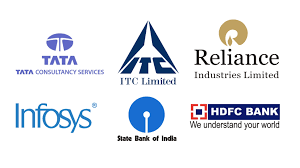 TATA
TATA CONSULTANCY SERVICES
ITC
ITC Limited
Reliance
Industries Limited
Infosys®
State Bank of India
HDFC BANK
We understand your world